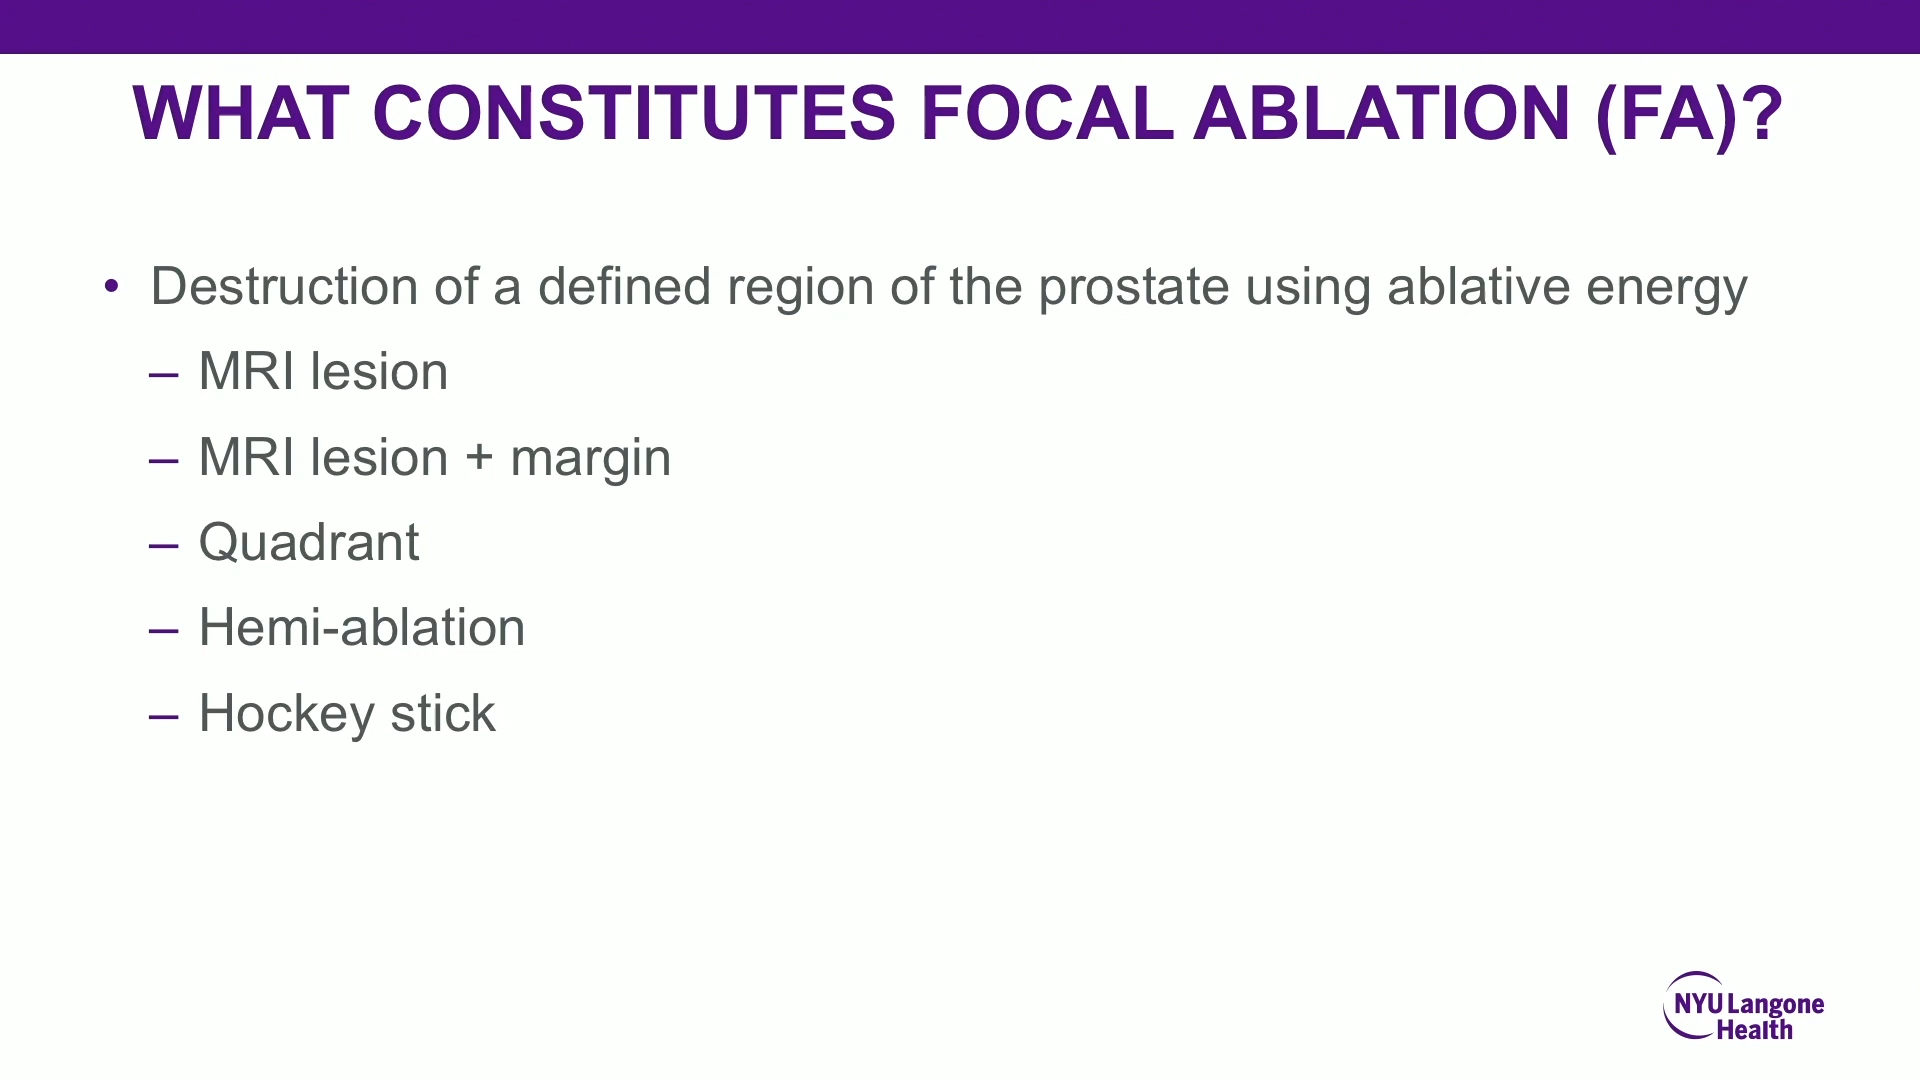 WHAT CONSTITUTES FOCAL ABLATION (FA)?
• Destruction of a defined region of the prostate using ablative energy
– MRI lesion
– MRI lesion + margin
– Quadrant
– Hemi-ablation
– Hockey stick
NYU Langone
Health